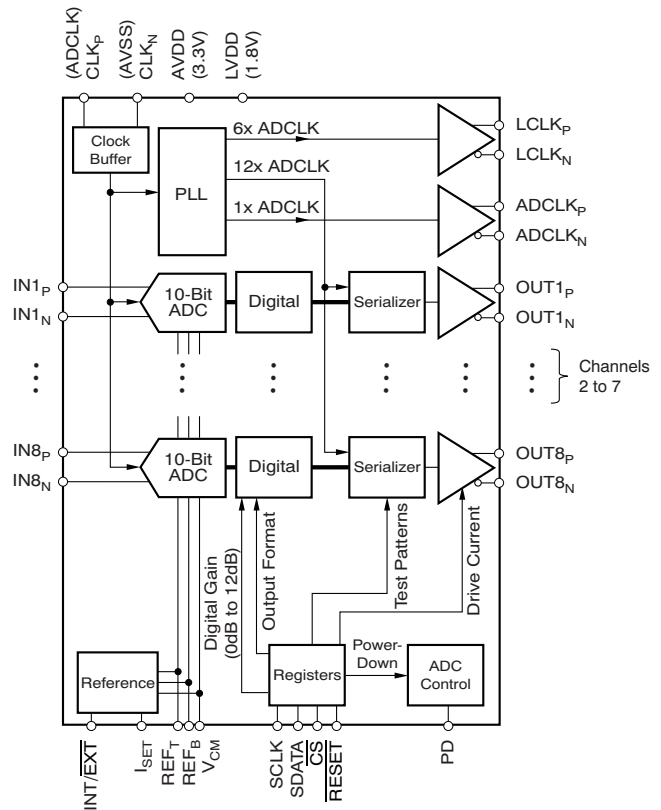 (ADCLK)
CLKP
(AVSS)
CLKN
AVDD
(3.3V)
LVDD
(1.8V)
Clock
Buffer
PLL
6x ADCLK
12x ADCLK
1x ADCLK
LCLKP
LCLKN
ADCLKP
ADCLKN
IN1P
IN1N
10-Bit
ADC
Digital
Serializer
OUT1P
OUT1N
Channels
2 to 7
IN8P
IN8N
10-Bit
ADC
Digital
Serializer
OUT8P
OUT8N
Digital Gain
(0dB to 12dB)
Output Format
Test Patterns
Drive Current
Reference
Registers
Power-
Down
ADC
Control
INT/EXT
ISET
REFT
REFB
VCM
SCLK
SDATA
CS
RESET
PD